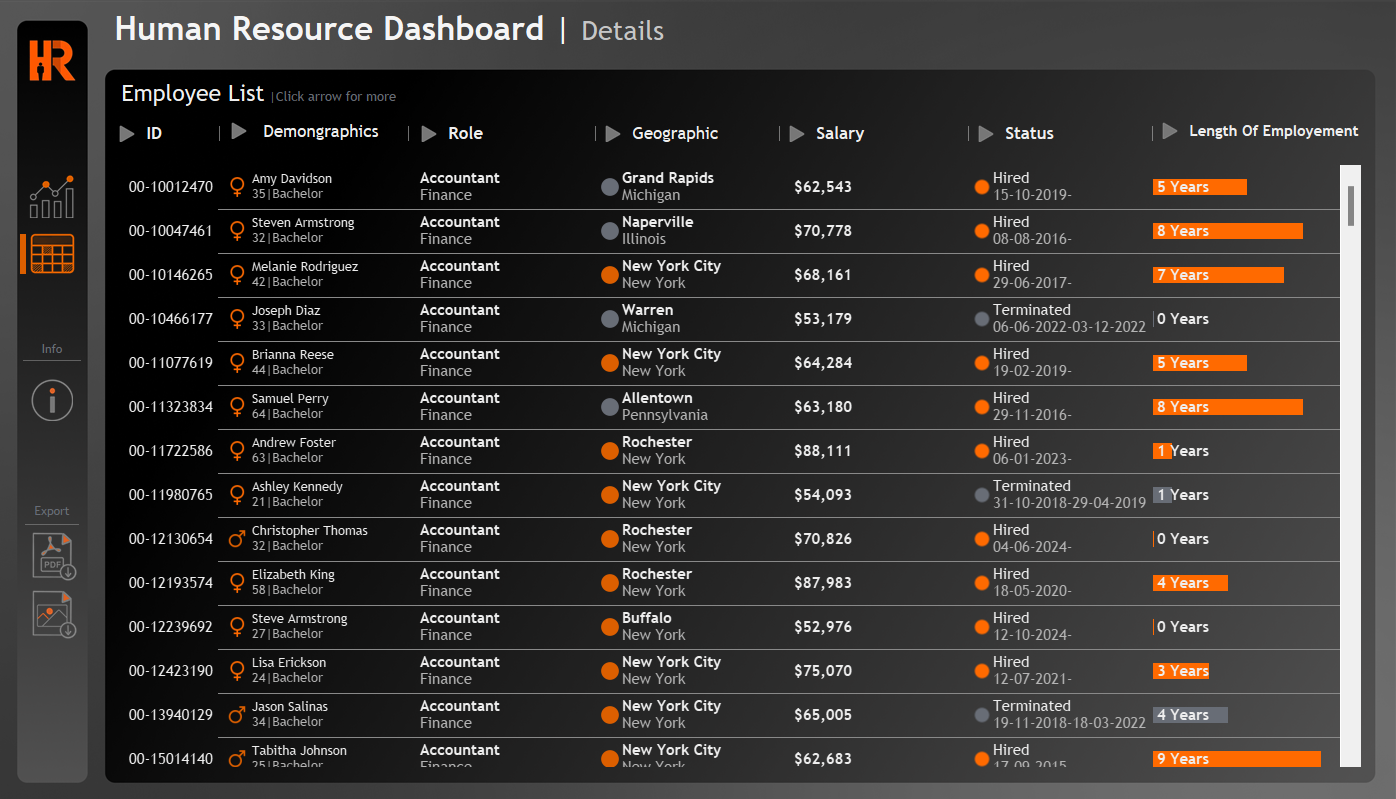 Human Resource Dashboard | Details
HR
Employee List |Click arrow for more
ID | Demongraphics | Role | Geographic | Salary | Status | Length Of Employement
00-10012470 Amy Davidson 35|Bachelor Accountant Finance Grand Rapids Michigan $62,543 Hired 15-10-2019- 5 Years
00-10047461 Steven Armstrong 32|Bachelor Accountant Finance Naperville Illinois $70,778 Hired 08-08-2016- 8 Years
00-10146265 Melanie Rodriguez 42|Bachelor Accountant Finance New York City New York $68,161 Hired 29-06-2017- 7 Years
00-10466177 Joseph Diaz 33|Bachelor Accountant Finance Warren Michigan $53,179 Terminated 06-06-2022-03-12-2022 0 Years
00-11077619 Brianna Reese 44|Bachelor Accountant Finance New York City New York $64,284 Hired 19-02-2019- 5 Years
00-11323834 Samuel Perry 64|Bachelor Accountant Finance Allentown Pennsylvania $63,180 Hired 29-11-2016- 8 Years
00-11722586 Andrew Foster 63|Bachelor Accountant Finance Rochester New York $88,111 Hired 06-01-2023- 1 Years
00-11980765 Ashley Kennedy 21|Bachelor Accountant Finance New York City New York $54,093 Terminated 31-10-2018-29-04-2019 1 Years
00-12130654 Christopher Thomas 32|Bachelor Accountant Finance Rochester New York $70,826 Hired 04-06-2024- 0 Years
00-12193574 Elizabeth King 58|Bachelor Accountant Finance Rochester New York $87,983 Hired 18-05-2020- 4 Years
00-12239692 Steve Armstrong 27|Bachelor Accountant Finance Buffalo New York $52,976 Hired 12-10-2024- 0 Years
00-12423190 Lisa Erickson 24|Bachelor Accountant Finance New York City New York $75,070 Hired 12-07-2021- 3 Years
00-13940129 Jason Salinas 34|Bachelor Accountant Finance New York City New York $65,005 Terminated 19-11-2018-18-03-2022 4 Years
00-15014140 Tabitha Johnson 25|Bachelor Accountant Finance New York City New York $62,683 Hired 17-09-2015- 9 Years
Info
i
Export
PDF